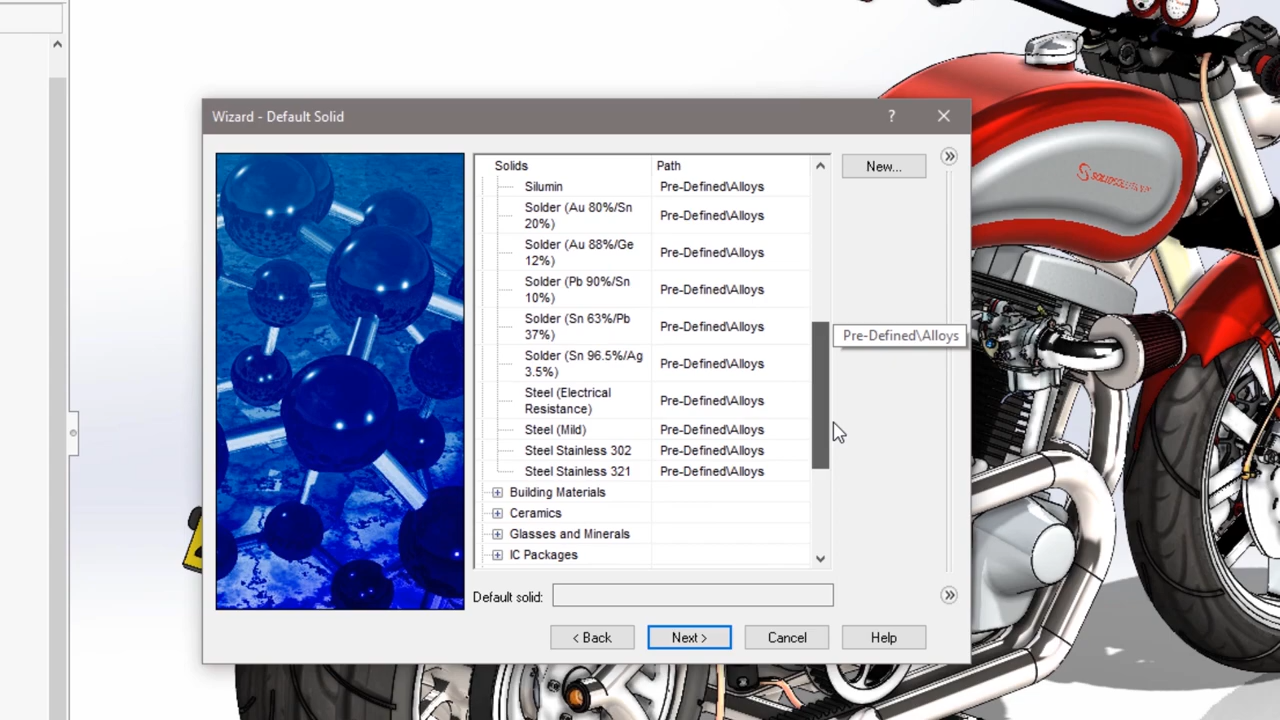 Wizard - Default Solid
?
Solids Path
New...
Silumin Pre-Defined\Alloys
Solder (Au 80%/Sn
20%) Pre-Defined\Alloys
Solder (Au 88%/Ge
12%) Pre-Defined\Alloys
Solder (Pb 90%/Sn
10%) Pre-Defined\Alloys
Solder (Sn 63%/Pb
37%) Pre-Defined\Alloys
Pre-Defined\Alloys
Solder (Sn 96.5%/Ag
3.5%) Pre-Defined\Alloys
Steel (Electrical
Resistance) Pre-Defined\Alloys
Steel (Mild) Pre-Defined\Alloys
Steel Stainless 302 Pre-Defined\Alloys
Steel Stainless 321 Pre-Defined\Alloys
Building Materials
Ceramics
Glasses and Minerals
IC Packages
Default solid:
< Back Next > Cancel Help
SOLIDSOLUTIONS